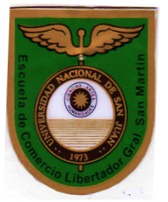 Escuela de Comercio Libertador Gral. San Martín
UNIVERSIDAD NACIONAL DE SAN JUAN
1973